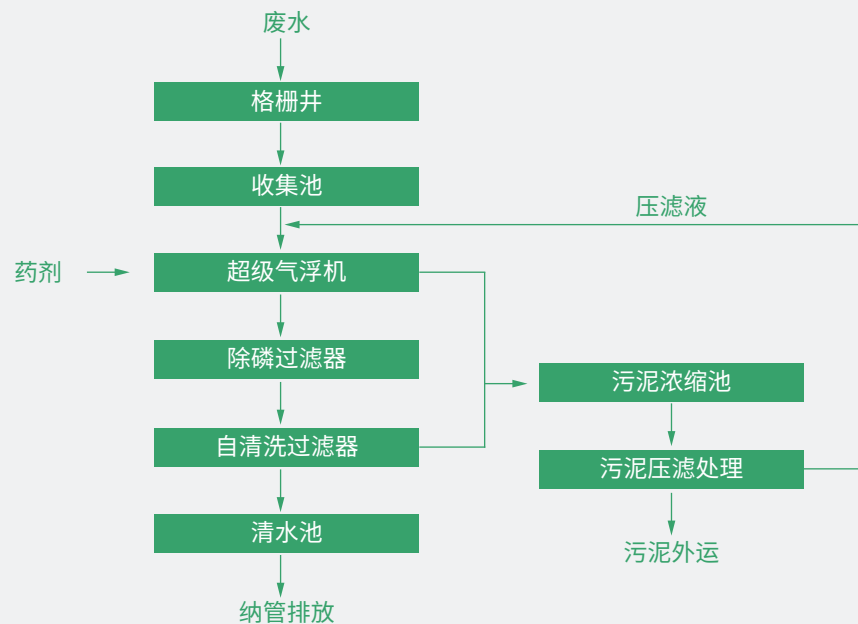 废水
格栅井
收集池
压滤液
药剂
超级气浮机
除磷过滤器
污泥浓缩池
自清洗过滤器
污泥压滤处理
清水池
污泥外运
纳管排放